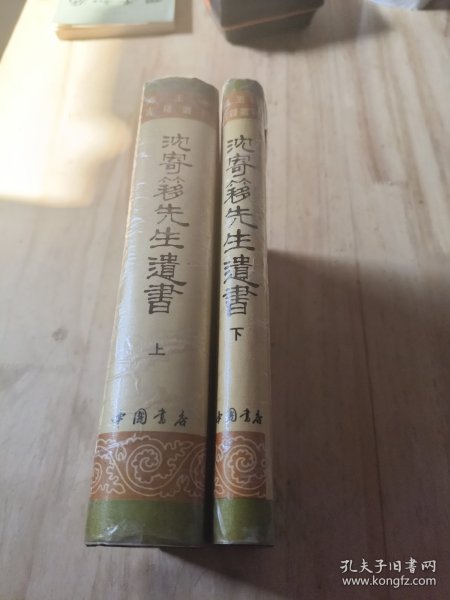 沈寄簃先生遺書
上
中國書店
沈寄簃先生遺書
下
中國書店
孔夫子旧书网
www.kongfz.com